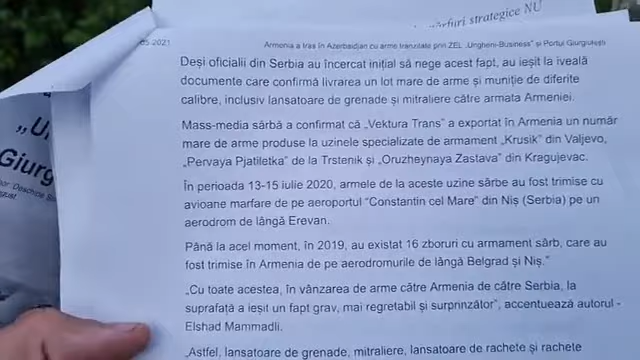 mărfuri strategice NU
05-2021 Armenia a tras în Azerbaidjan cu arme tranzitate prin ZEL „Ungheni-Business” și Portul Giurgiulești
Deși oficialii din Serbia au încercat inițial să nege acest fapt, au ieșit la iveală
documente care confirmă livrarea un lot mare de arme și muniție de diferite
calibre, inclusiv lansatoare de grenade și mitraliere către armata Armeniei.
Mass-media sârbă a confirmat că „Vektura Trans” a exportat în Armenia un număr
mare de arme produse la uzinele specializate de armament „Krusik” din Valjevo,
„Pervaya Pjatiletka” de la Trstenik și „Oruzheynaya Zastava” din Kragujevac.
În perioada 13-15 iulie 2020, armele de la aceste uzine sârbe au fost trimise cu
avioane marfare de pe aeroportul “Constantin cel Mare” din Niș (Serbia) pe un
aerodrom de lângă Erevan.
Până la acel moment, în 2019, au existat 16 zboruri cu armament sârb, care au
fost trimise în Armenia de pe aerodromurile de lângă Belgrad și Niș.”
„Cu toate acestea, în vânzarea de arme către Armenia de către Serbia, la
suprafață a ieșit un fapt grav, mai regretabil și surprinzător”, accentuează autorul -
Elshad Mammadli.
„Astfel, lansatoare de grenade, mitraliere, lansatoare de rachete și rachete
„U
Giurg